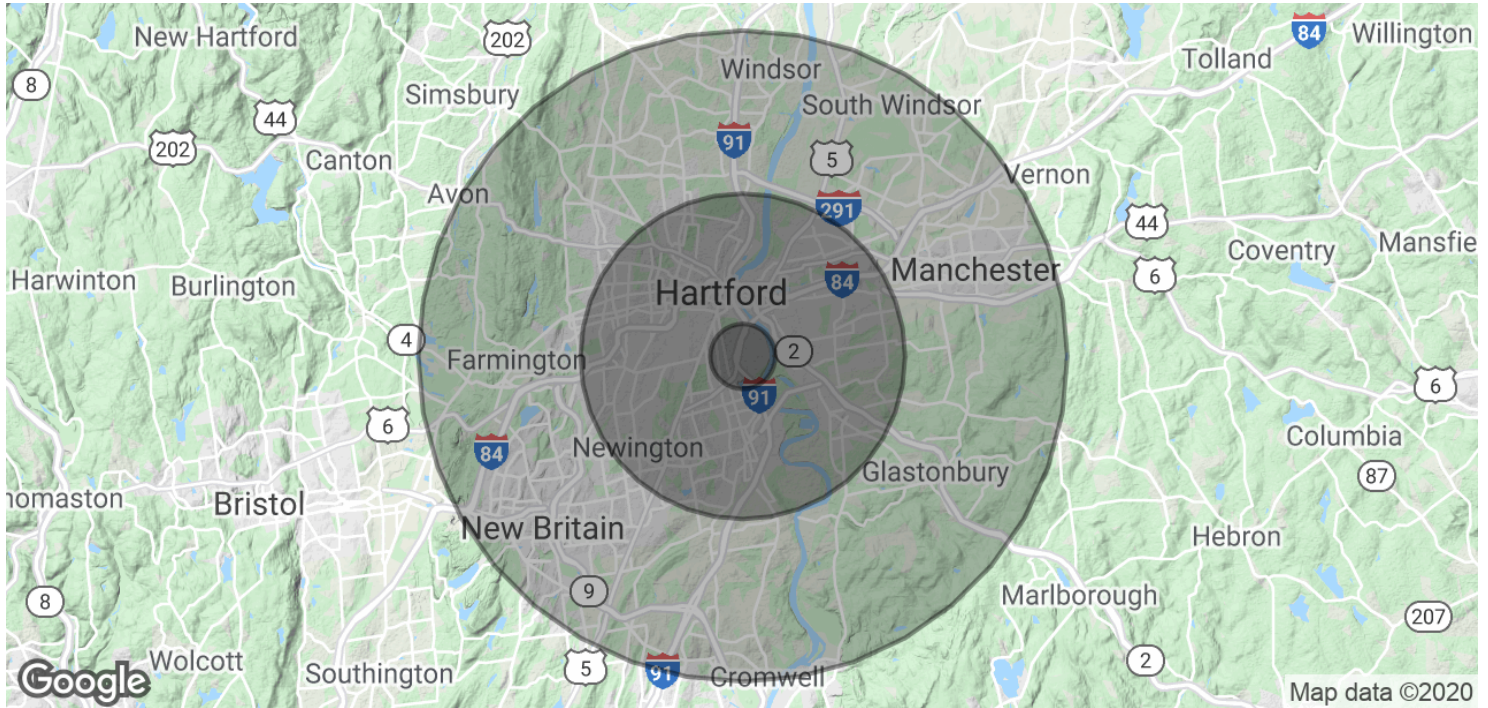 New Hartford
202
84
Willington
8
Simsbury
Windsor
Tolland
44
South Windsor
202
Canton
91
5
Vernon
Avon
291
44
Coventry
Mansfie
Harwinton
Burlington
Hartford
84
Manchester
6
4
Farmington
2
6
91
6
84
Newington
Columbia
Glastonbury
87
homaston
Bristol
New Britain
Hebron
9
8
Marlborough
207
Wolcott
Southington
5
91
Cromwell
2
Google
Map data ©2020